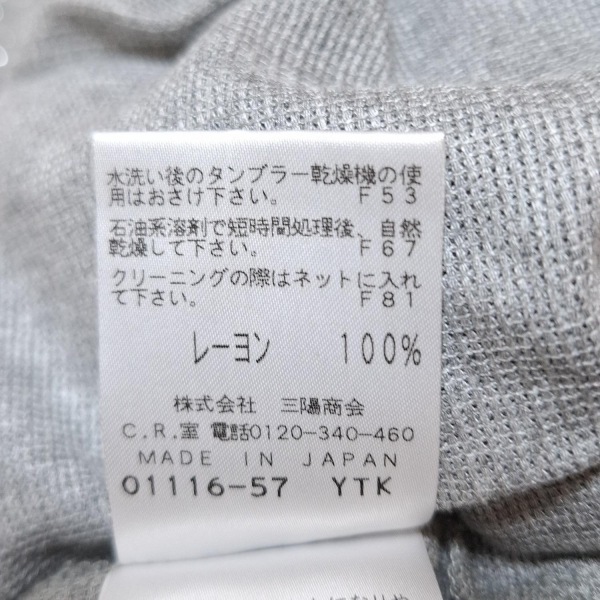 水洗い後のタンブラー乾燥機の使
用はおさけ下さい。 F53
石油系溶剤で短時間処理後、自然
乾燥して下さい。 F67
クリーニングの際はネットに入れ
て下さい。 F81
レーヨン 100%
株式会社 三陽商会
C.R.室 電話0120-340-460
MADE IN JAPAN
01116-57 YTK